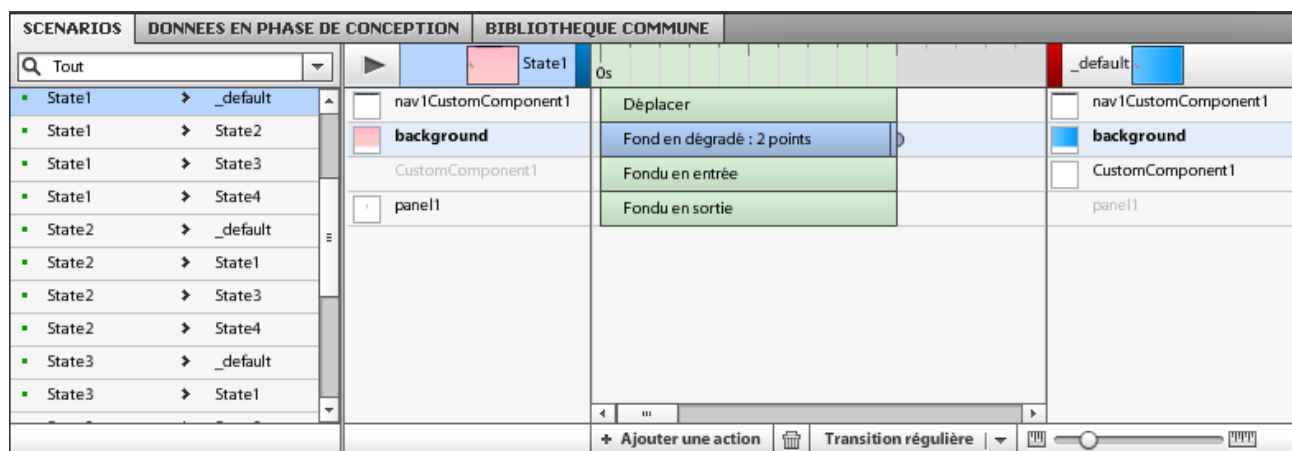 SCENARIOS DONNEES EN PHASE DE CONCEPTION BIBLIOTHEQUE COMMUNE
Tout State1 0s _default
State1 _default nav1CustomComponent1 Déplacer nav1CustomComponent1
State1 State2 background Fond en dégradé : 2 points background
State1 State3 CustomComponent1 Fondu en entrée CustomComponent1
State1 State4 panel1 Fondu en sortie panel1
State2 _default
State2 State1
State2 State3
State2 State4
State3 _default
State3 State1
+ Ajouter une action Transition régulière